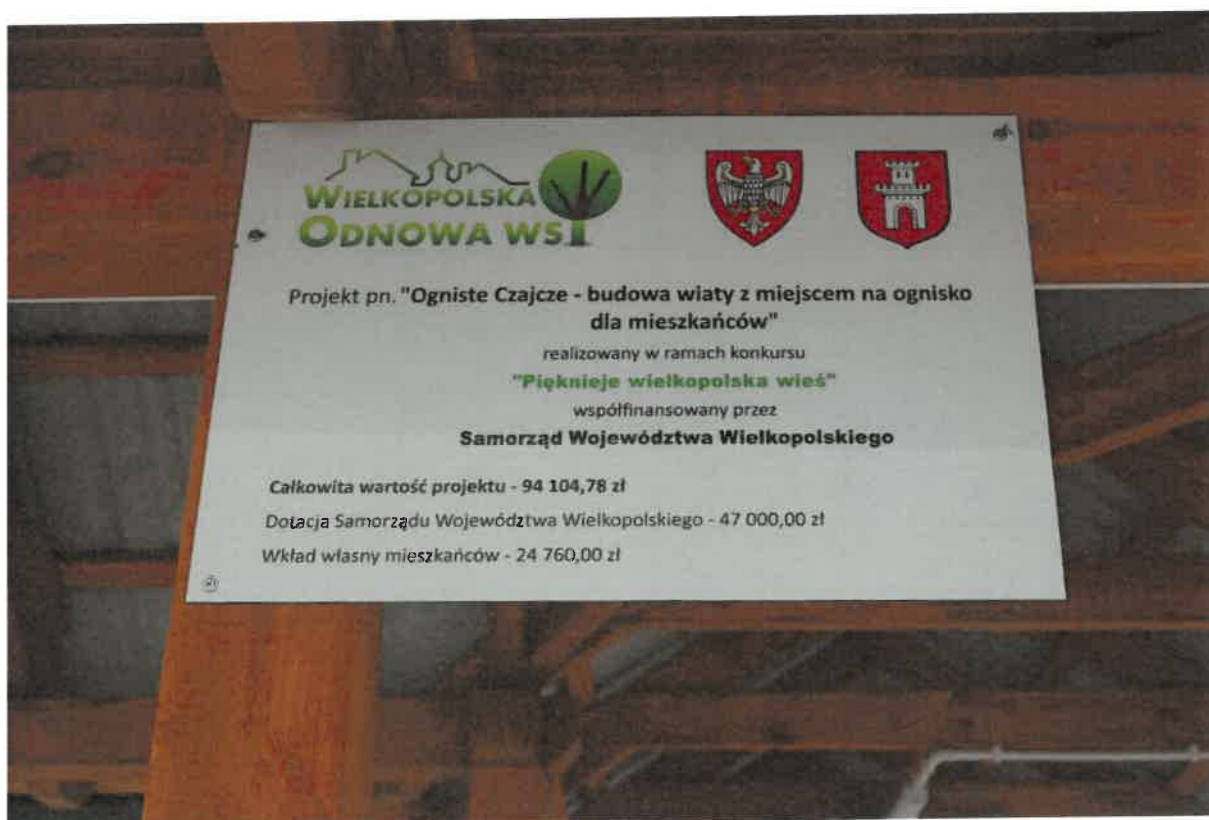 WIELKOPOLSKA
ODNOWA WSI
Projekt pn. "Ogniste Czajcze - budowa wiaty z miejscem na ognisko
dla mieszkańców"
realizowany w ramach konkursu
"Pięknieje wielkopolska wieś"
współfinansowany przez
Samorząd Województwa Wielkopolskiego
Całkowita wartość projektu - 94 104,78 zł
Dotacja Samorządu Województwa Wielkopolskiego - 47 000,00 zł
Wkład własny mieszkańców - 24 760,00 zł